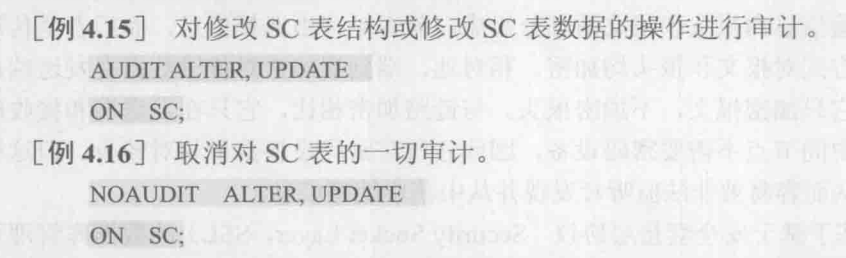 [例 4.15] 对修改 SC 表结构或修改 SC 表数据的操作进行审计。
AUDIT ALTER, UPDATE
ON SC;
[例 4.16] 取消对 SC 表的一切审计。
NOAUDIT ALTER, UPDATE
ON SC;